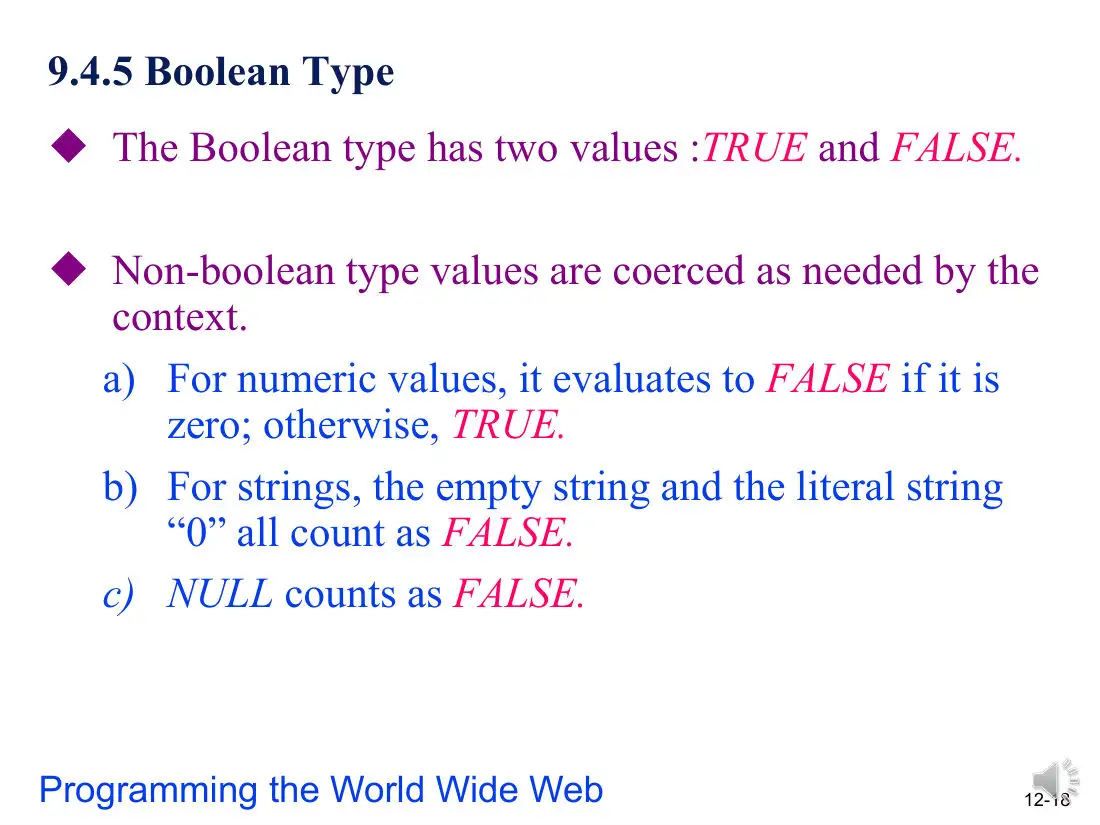 9.4.5 Boolean Type
◆ The Boolean type has two values :TRUE and FALSE.
◆ Non-boolean type values are coerced as needed by the
context.
a) For numeric values, it evaluates to FALSE if it is
zero; otherwise, TRUE.
b) For strings, the empty string and the literal string
“0” all count as FALSE.
c) NULL counts as FALSE.
Programming the World Wide Web
12-18